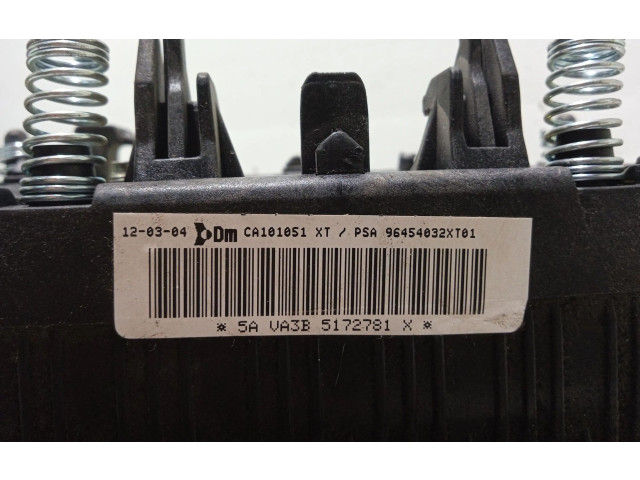 12-03-04 Dm CA101051 XT / PSA 96454032XT01
* 5A VA3B 5172781 X *